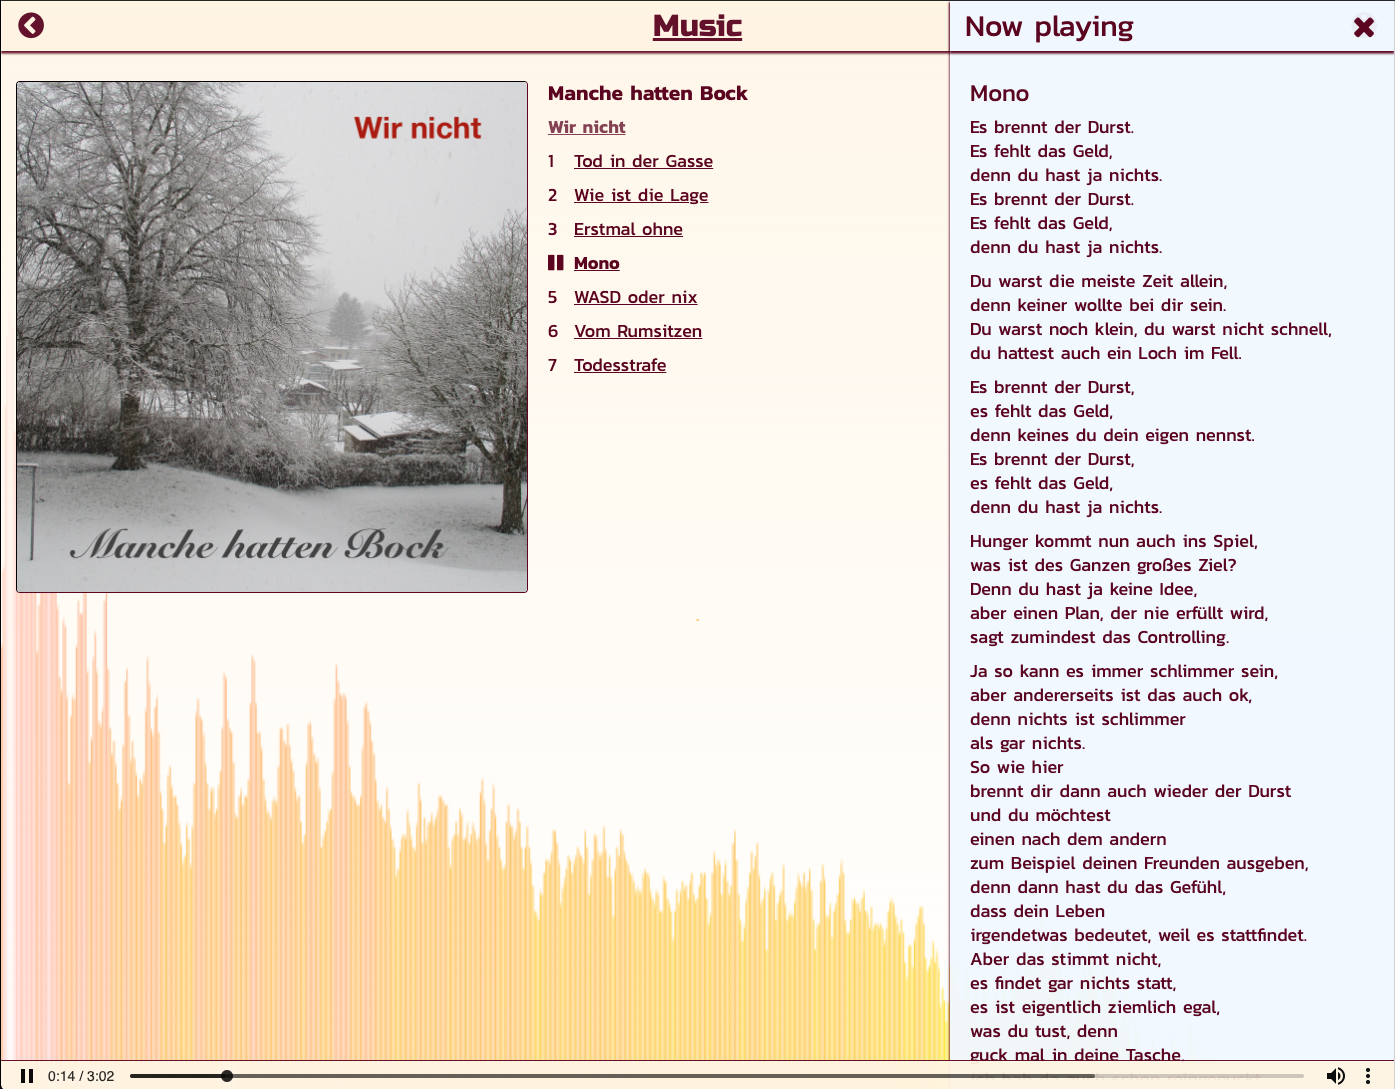 Music
Now playing
Wir nicht
Manche hatten Bock
Manche hatten Bock
Wir nicht
1 Tod in der Gasse
2 Wie ist die Lage
3 Erstmal ohne
Mono
5 WASD oder nix
6 Vom Rumsitzen
7 Todesstrafe
Mono
Es brennt der Durst.
Es fehlt das Geld,
denn du hast ja nichts.
Es brennt der Durst.
Es fehlt das Geld,
denn du hast ja nichts.
Du warst die meiste Zeit allein,
denn keiner wollte bei dir sein.
Du warst noch klein, du warst nicht schnell,
du hattest auch ein Loch im Fell.
Es brennt der Durst,
es fehlt das Geld,
denn keines du dein eigen nennst.
Es brennt der Durst,
es fehlt das Geld,
denn du hast ja nichts.
Hunger kommt nun auch ins Spiel,
was ist des Ganzen großes Ziel?
Denn du hast ja keine Idee,
aber einen Plan, der nie erfüllt wird,
sagt zumindest das Controlling.
Ja so kann es immer schlimmer sein,
aber andererseits ist das auch ok,
denn nichts ist schlimmer
als gar nichts.
So wie hier
brennt dir dann auch wieder der Durst
und du möchtest
einen nach dem andern
zum Beispiel deinen Freunden ausgeben,
denn dann hast du das Gefühl,
dass dein Leben
irgendetwas bedeutet, weil es stattfindet.
Aber das stimmt nicht,
es findet gar nichts statt,
es ist eigentlich ziemlich egal,
was du tust, denn
guck mal in deine Tasche.
0:14 / 3:02